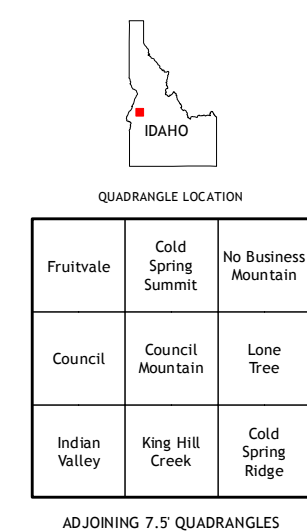 IDAHO
QUADRANGLE LOCATION
Fruitvale
Cold
Spring
Summit
No Business
Mountain
Council
Council
Mountain
Lone
Tree
Indian
Valley
King Hill
Creek
Cold
Spring
Ridge
ADJOINING 7.5' QUADRANGLES